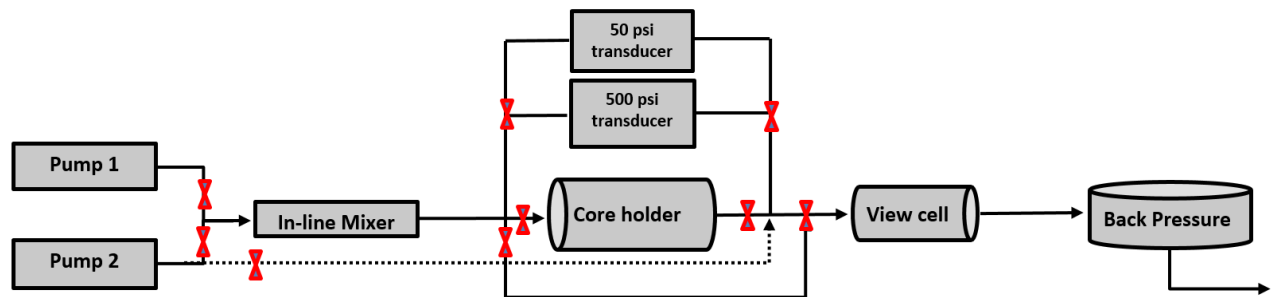 50 psi
transducer
500 psi
transducer
Pump 1
In-line Mixer
Core holder
View cell
Back Pressure
Pump 2